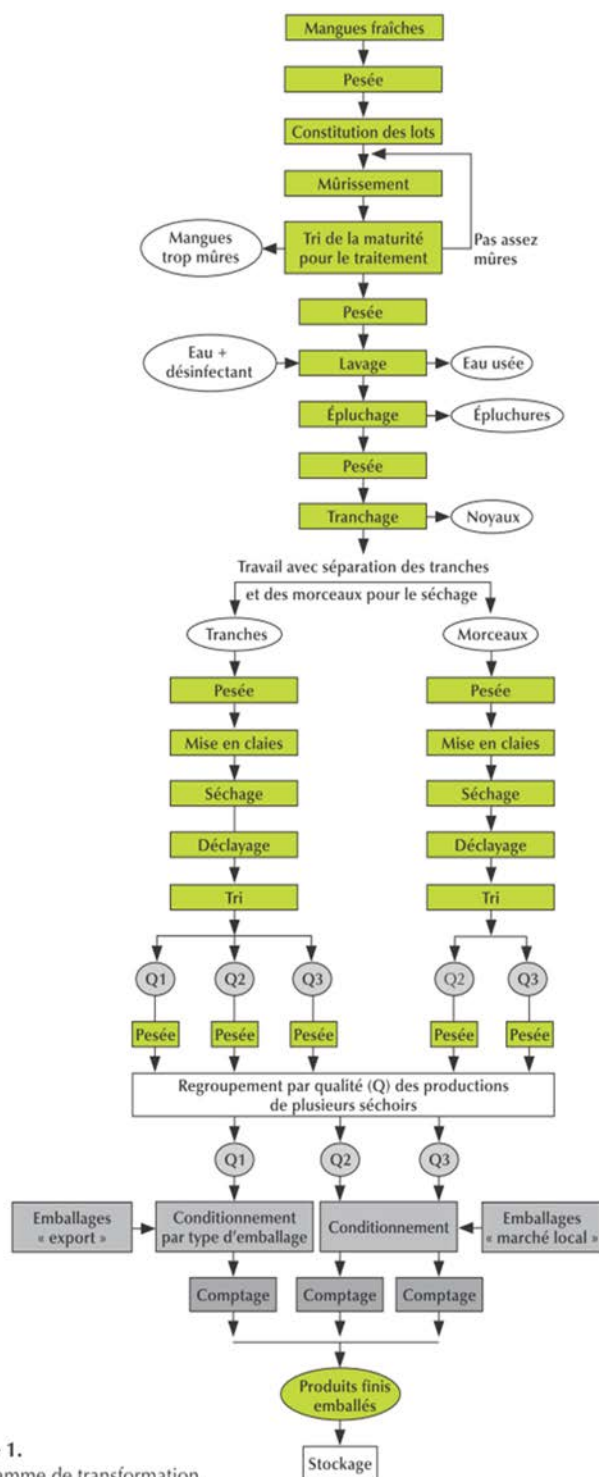 Mangues fraîches
Pesée
Constitution des lots
Mûrissement
Mangues
trop mûres
Tri de la maturité
pour le traitement
Pas assez
mûres
Pesée
Eau +
désinfectant
Lavage
Eau usée
Épluchage
Épluchures
Pesée
Tranchage
Noyaux
Travail avec séparation des tranches
et des morceaux pour le séchage
Tranches
Morceaux
Pesée
Pesée
Mise en claies
Mise en claies
Séchage
Séchage
Déclayage
Déclayage
Tri
Tri
Q1
Q2
Q3
Q2
Q3
Pesée
Pesée
Pesée
Pesée
Pesée
Regroupement par qualité (Q) des productions
de plusieurs séchoirs
Q1
Q2
Q3
Emballages
« export »
Conditionnement
par type d'emballage
Conditionnement
Emballages
« marché local »
Comptage
Comptage
Comptage
Produits finis
emballés
1.
de transformation
Stockage